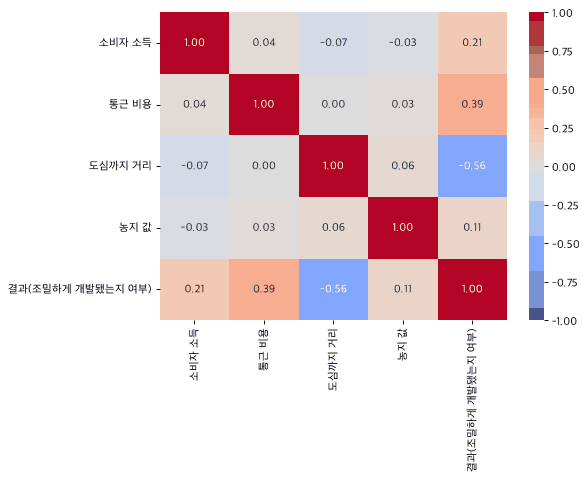 소비자 소득 1.00 0.04 -0.07 -0.03 0.21
통근 비용 0.04 1.00 0.00 0.03 0.39
도심까지 거리 -0.07 0.00 1.00 0.06 -0.56
농지 값 -0.03 0.03 0.06 1.00 0.11
결과(조밀하게 개발됐는지 여부) 0.21 0.39 -0.56 0.11 1.00
소비자 소득
통근 비용
도심까지 거리
농지 값
결과(조밀하게 개발됐는지 여부)
1.00
0.75
0.50
0.25
0.00
-0.25
-0.50
-0.75
-1.00